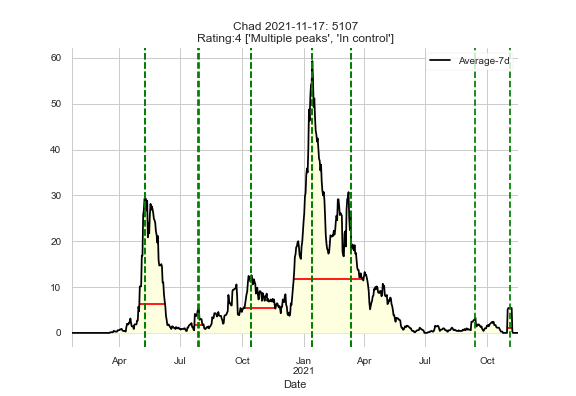 Chad 2021-11-17: 5107
Rating:4 ['Multiple peaks', 'In control']
Average-7d
60
50
40
30
20
10
0
Apr
Jul
Oct
Jan
2021
Apr
Jul
Oct
Date